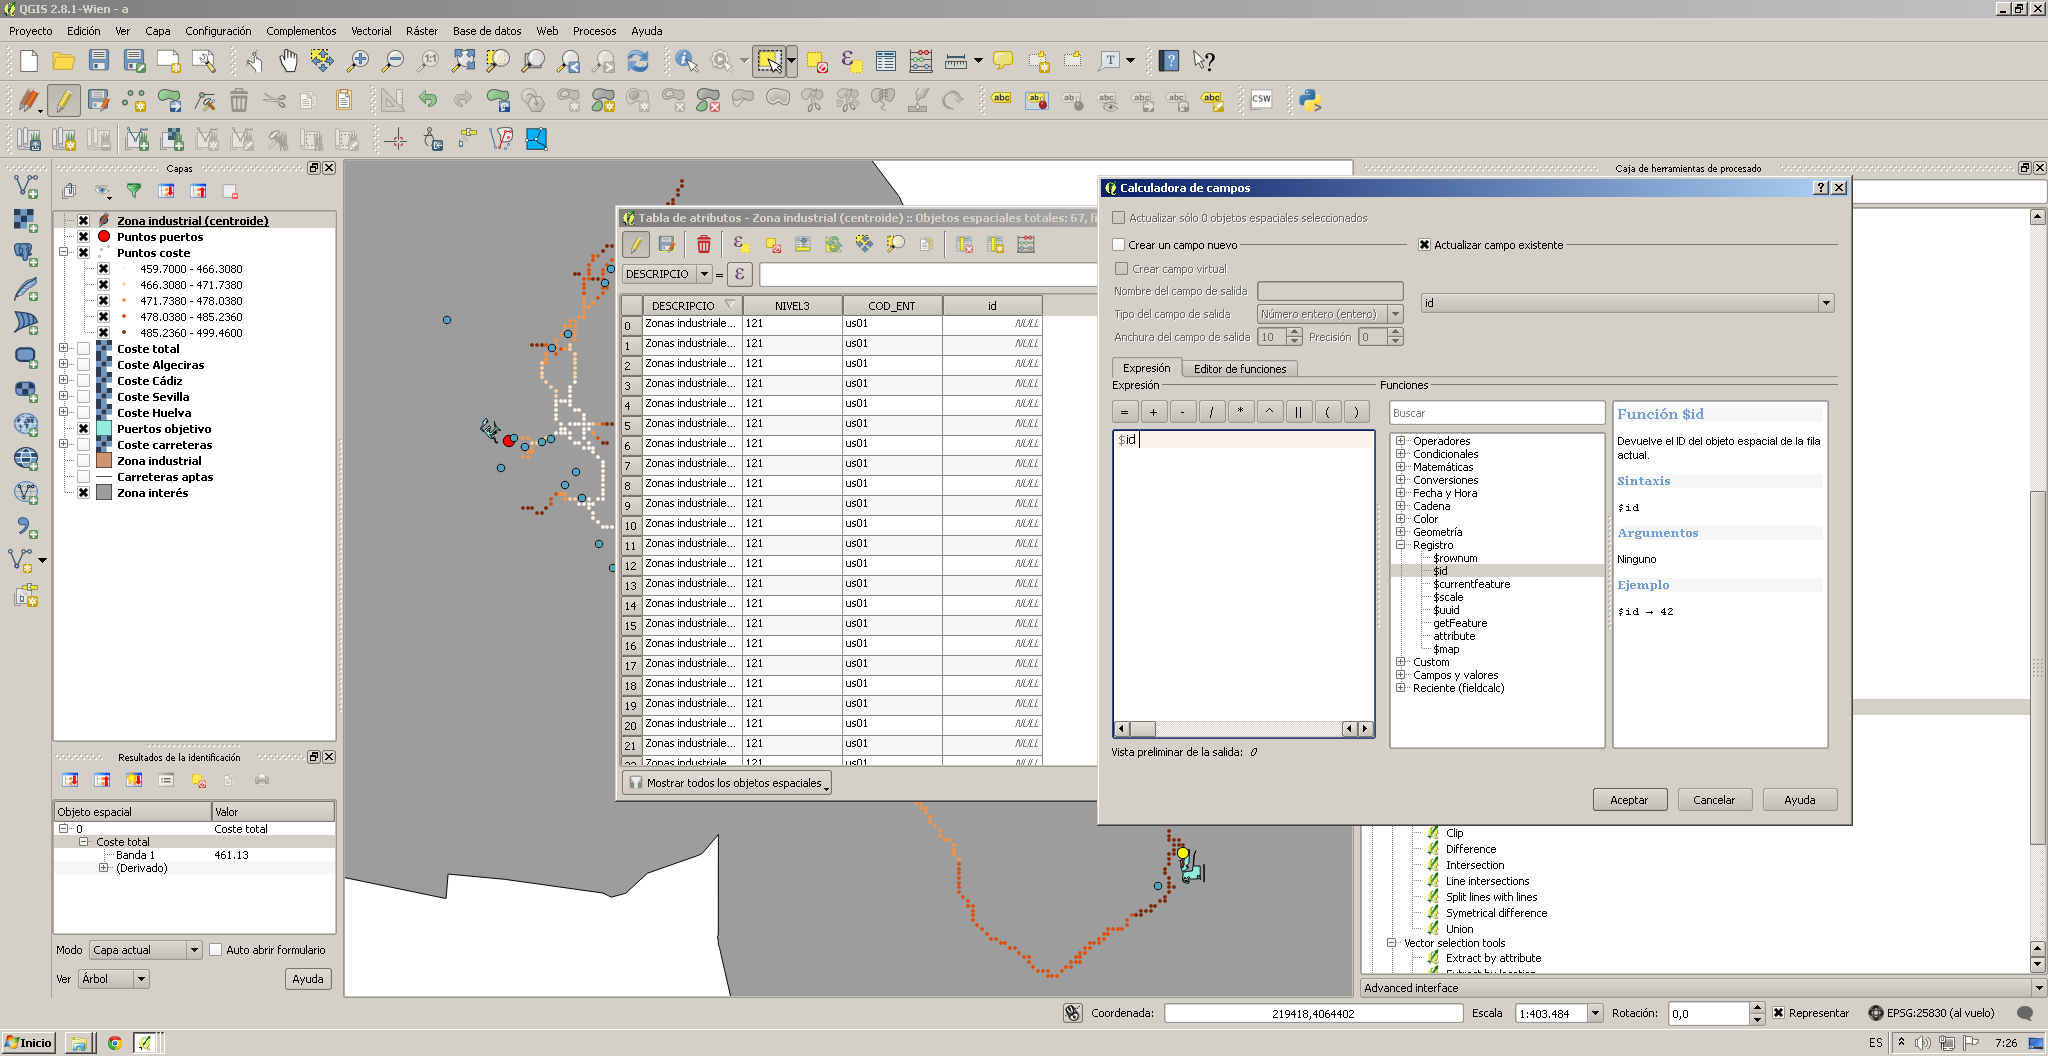 QGIS 2.8.1-Wien - a
Proyecto Edición Ver Capa Configuración Complementos Vectorial Ráster Base de datos Web Procesos Ayuda
Capas
Zona industrial (centroide)
Puntos puertos
Puntos coste
459.7000 - 466.3080
466.3080 - 471.7380
471.7380 - 478.0380
478.0380 - 485.2360
485.2360 - 499.4600
Coste total
Coste Algeciras
Coste Cádiz
Coste Sevilla
Coste Huelva
Puertos objetivo
Coste carreteras
Zona industrial
Carreteras aptas
Zona interés
Resultados de la identificación
Objeto espacial Valor
0 Coste total
Coste total
Banda 1 461.13
(Derivado)
Modo Capa actual Auto abrir formulario
Ver Árbol Ayuda
Tabla de atributos - Zona industrial (centroide) :: Objetos espaciales totales: 67, fi
DESCRIPCIO = ε
DESCRIPCIO NIVEL3 COD_ENT id
0 Zonas industriale... 121 us01 NULL
1 Zonas industriale... 121 us01 NULL
2 Zonas industriale... 121 us01 NULL
3 Zonas industriale... 121 us01 NULL
4 Zonas industriale... 121 us01 NULL
5 Zonas industriale... 121 us01 NULL
6 Zonas industriale... 121 us01 NULL
7 Zonas industriale... 121 us01 NULL
8 Zonas industriale... 121 us01 NULL
9 Zonas industriale... 121 us01 NULL
10 Zonas industriale... 121 us01 NULL
11 Zonas industriale... 121 us01 NULL
12 Zonas industriale... 121 us01 NULL
13 Zonas industriale... 121 us01 NULL
14 Zonas industriale... 121 us01 NULL
15 Zonas industriale... 121 us01 NULL
16 Zonas industriale... 121 us01 NULL
17 Zonas industriale... 121 us01 NULL
18 Zonas industriale... 121 us01 NULL
19 Zonas industriale... 121 us01 NULL
20 Zonas industriale... 121 us01 NULL
21 Zonas industriale... 121 us01 NULL
Zonas industriale... 121 us01 NULL
Mostrar todos los objetos espaciales
Caja de herramientas de procesado
Calculadora de campos
Actualizar sólo 0 objetos espaciales seleccionados
Crear un campo nuevo
Actualizar campo existente
Crear campo virtual
Nombre del campo de salida
id
Tipo del campo de salida Número entero (entero)
Anchura del campo de salida 10 Precisión 0
Expresión Editor de funciones
Expresión
Funciones
= + - / * ^ || ( )
$id
Vista preliminar de la salida: 0
Buscar
Operadores
Condicionales
Matemáticas
Conversiones
Fecha y Hora
Cadena
Color
Geometría
Registro
$rownum
$id
$currentfeature
$scale
$uuid
getFeature
attribute
$map
Custom
Campos y valores
Reciente (fieldcalc)
Función $id
Devuelve el ID del objeto espacial de la fila
actual.
Sintaxis
$id
Argumentos
Ninguno
Ejemplo
$id → 42
Aceptar Cancelar Ayuda
Clip
Difference
Intersection
Line intersections
Split lines with lines
Symetrical difference
Union
Vector selection tools
Extract by attribute
Extract by location
Advanced interface
Coordenada: 219418,4064402 Escala 1:403.484 Rotación: 0,0 Representar EPSG:25830 (al vuelo)
Inicio
ES 7:26